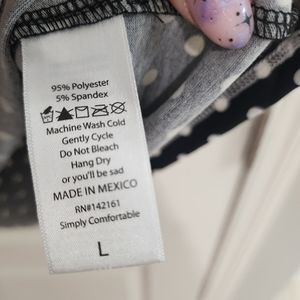 95% Polyester
5% Spandex
Machine Wash Cold
Gently Cycle
Do Not Bleach
Hang Dry
or you'll be sad
MADE IN MEXICO
RN#142161
Simply Comfortable
L